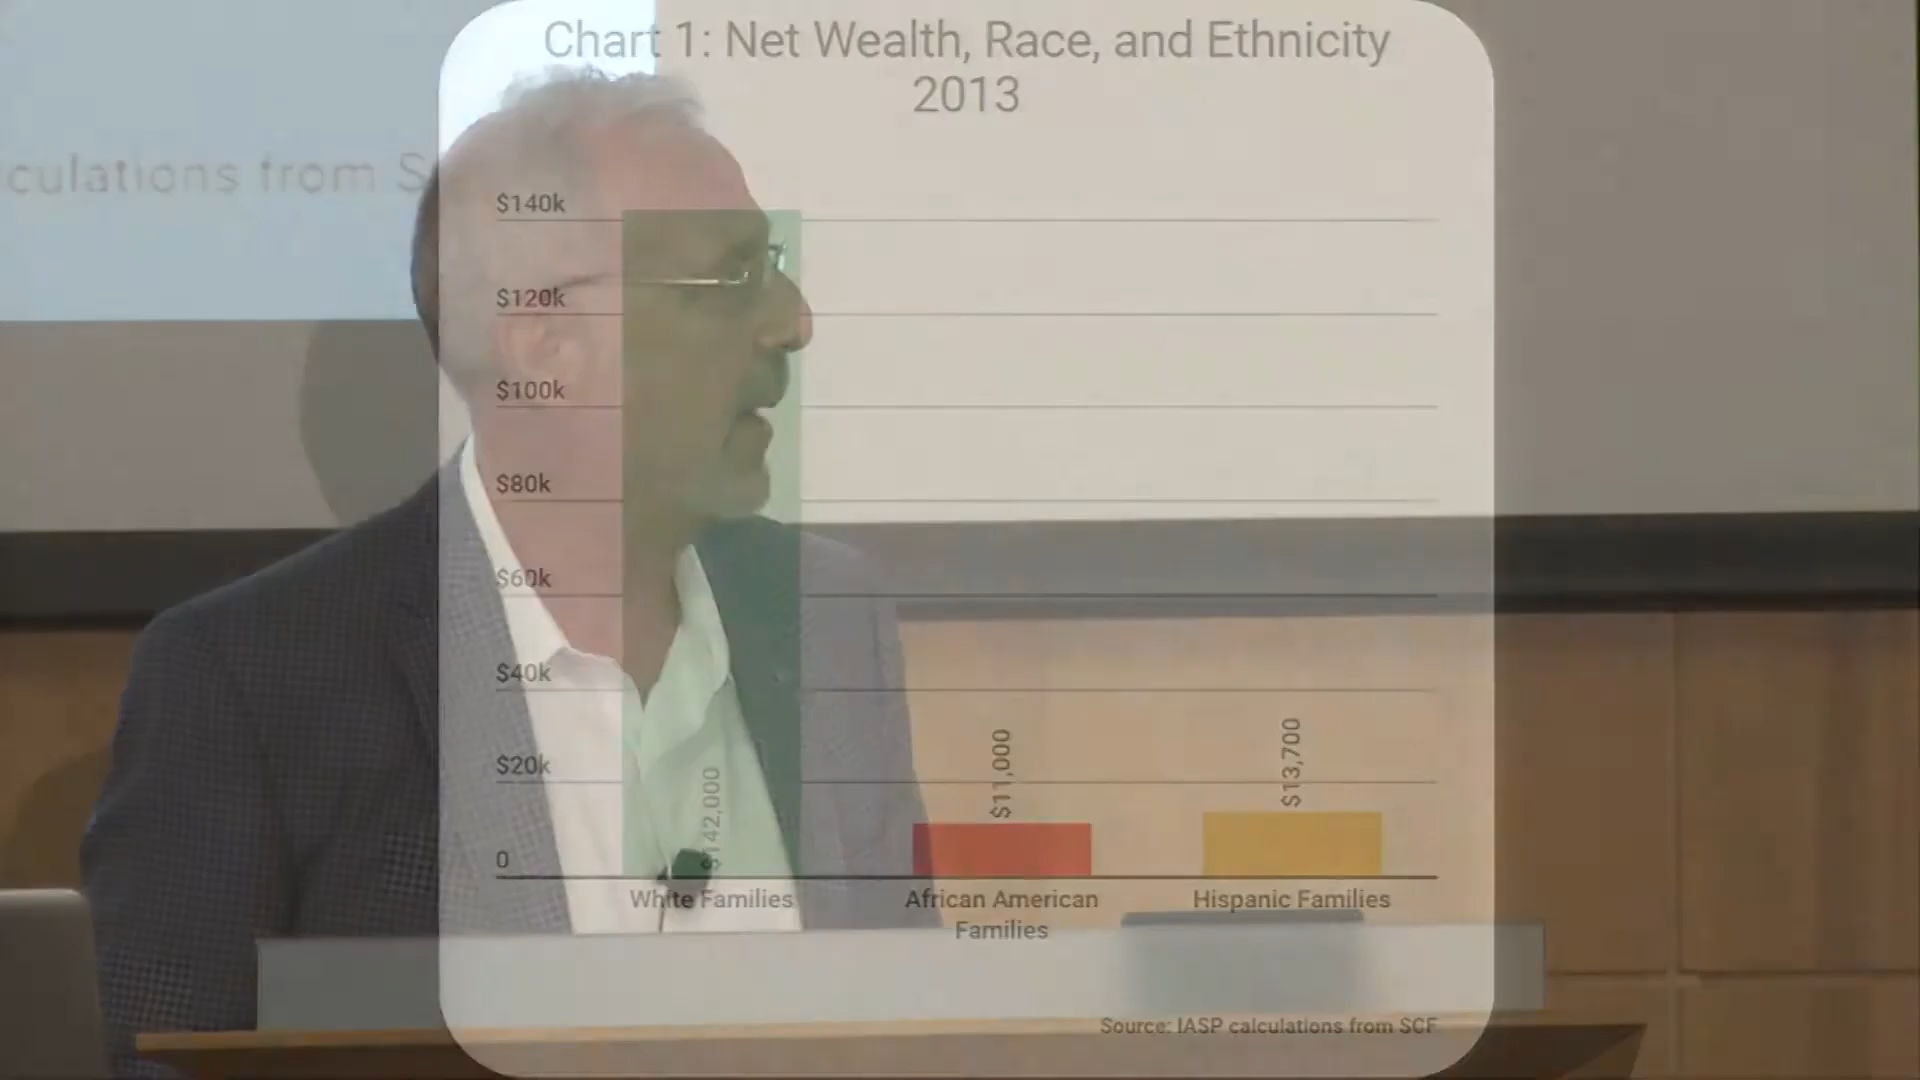 Chart 1: Net Wealth, Race, and Ethnicity
2013
culations from S
$140k
$120k
$100k
$80k
$60k
$40k
$20k
0
$142,000
$11,000
$13,700
White Families
African American
Families
Hispanic Families
Source: IASP calculations from SCF